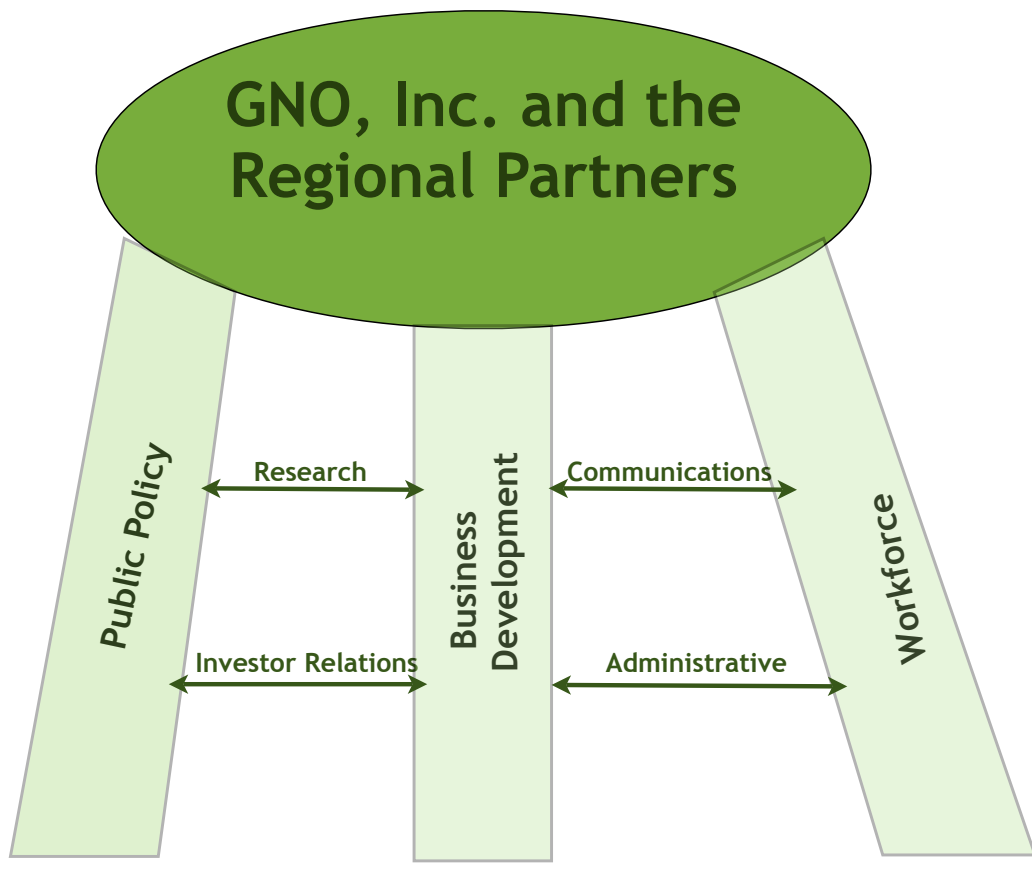 GNO, Inc. and the
Regional Partners
Public Policy
Research
Business
Development
Communications
Workforce
Investor Relations
Administrative